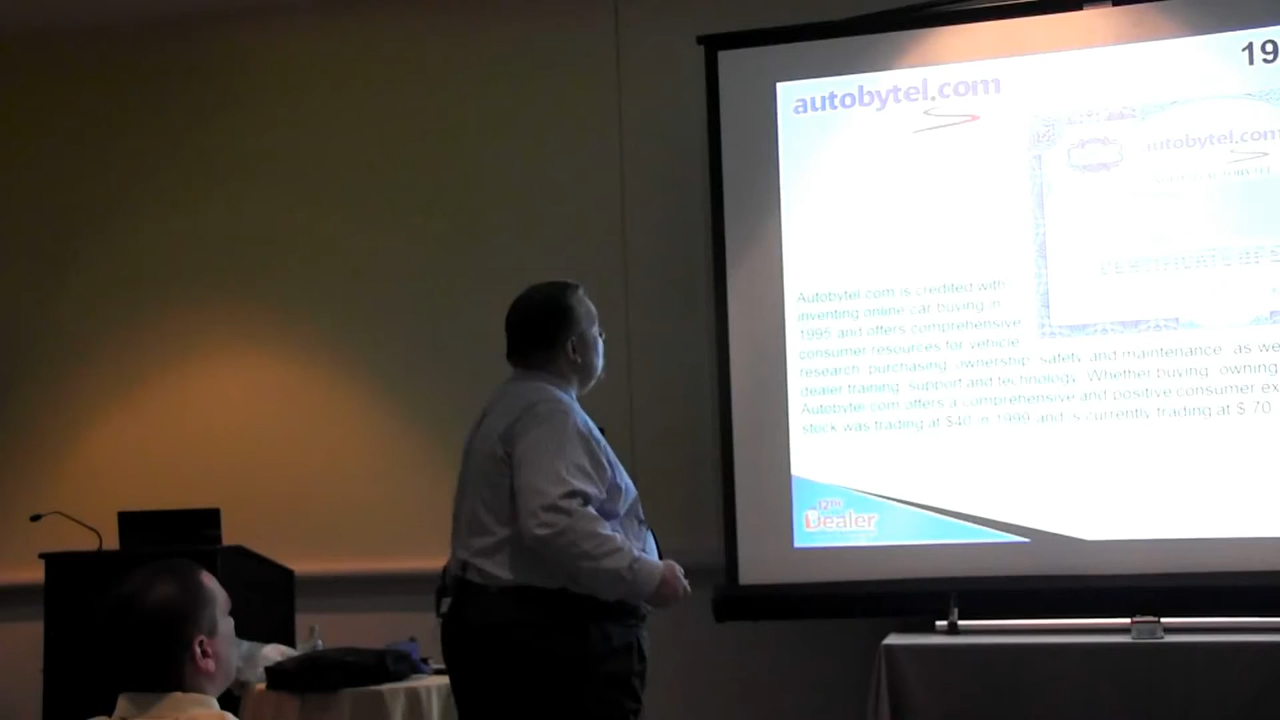 19
autobytel.com
autobytel.com
Autobytel.com is credited with
inventing online car buying in
1995 and offers comprehensive
consumer resources for vehicle
research, purchasing, ownership, safety and maintenance, as we
dealer training, support and technology. Whether buying, owning
Autobytel.com offers a comprehensive and positive consumer ex
stock was trading at $40 in 1999 and is currently trading at $.70
12TH
Dealer